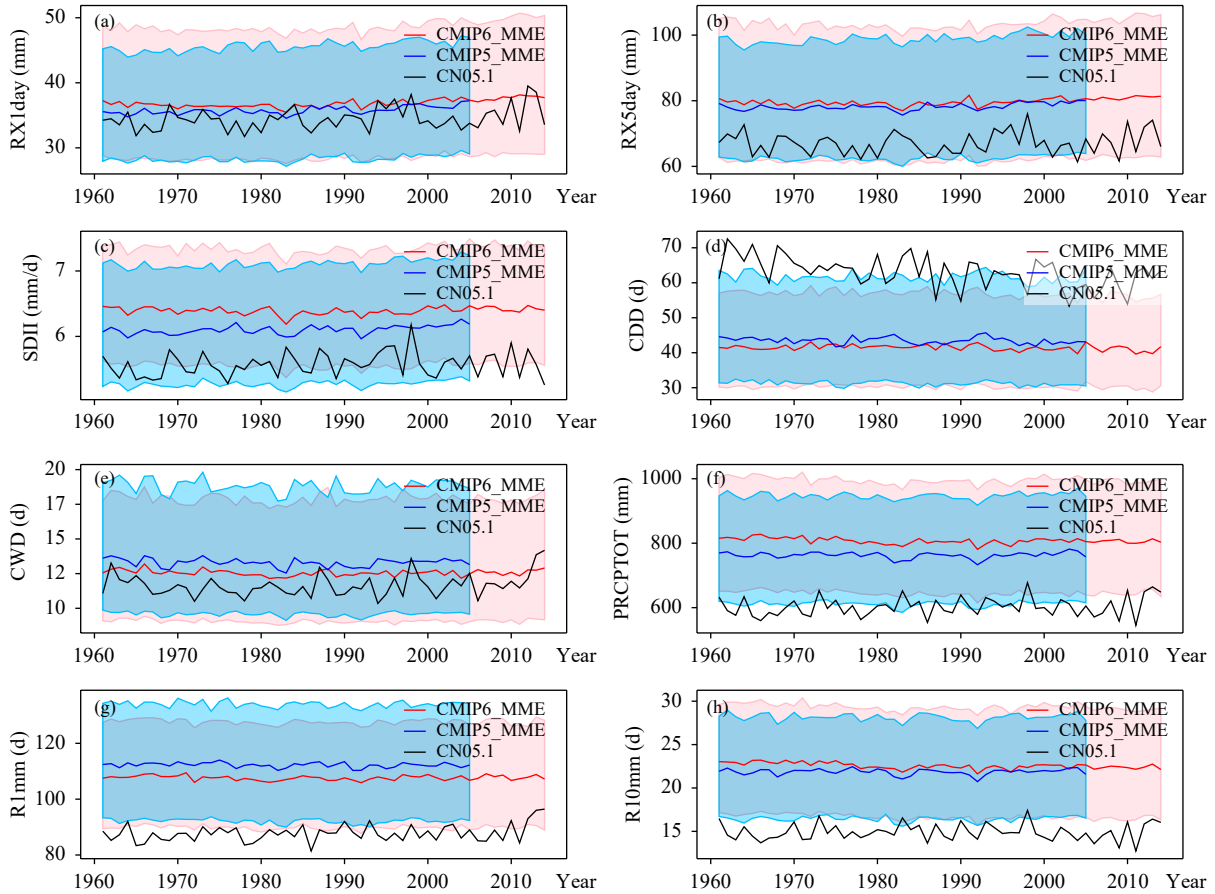 (a)
RX1day (mm)
50
40
30
CMIP6_MME
CMIP5_MME
CN05.1
1960 1970 1980 1990 2000 2010 Year
(b)
RX5day (mm)
100
80
60
CMIP6_MME
CMIP5_MME
CN05.1
1960 1970 1980 1990 2000 2010 Year
(c)
SDII (mm/d)
7
6
CMIP6_MME
CMIP5_MME
CN05.1
1960 1970 1980 1990 2000 2010 Year
(d)
CDD (d)
70
60
50
40
30
CMIP6_MME
CMIP5_MME
CN05.1
1960 1970 1980 1990 2000 2010 Year
(e)
CWD (d)
20
17
15
12
10
CMIP6_MME
CMIP5_MME
CN05.1
1960 1970 1980 1990 2000 2010 Year
(f)
PRCPTOT (mm)
1000
800
600
CMIP6_MME
CMIP5_MME
CN05.1
1960 1970 1980 1990 2000 2010 Year
(g)
R1mm (d)
120
100
80
CMIP6_MME
CMIP5_MME
CN05.1
1960 1970 1980 1990 2000 2010 Year
(h)
R10mm (d)
30
25
20
15
CMIP6_MME
CMIP5_MME
CN05.1
1960 1970 1980 1990 2000 2010 Year